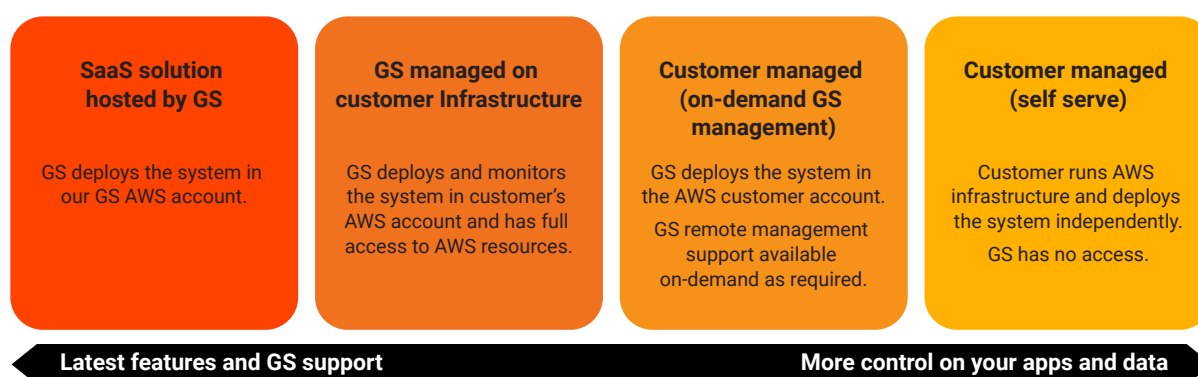 SaaS solution
hosted by GS
GS deploys the system in
our GS AWS account.
GS managed on
customer Infrastructure
GS deploys and monitors
the system in customer's
AWS account and has full
access to AWS resources.
Customer managed
(on-demand GS
management)
GS deploys the system in
the AWS customer account.
GS remote management
support available
on-demand as required.
Customer managed
(self serve)
Customer runs AWS
infrastructure and deploys
the system independently.
GS has no access.
Latest features and GS support
More control on your apps and data